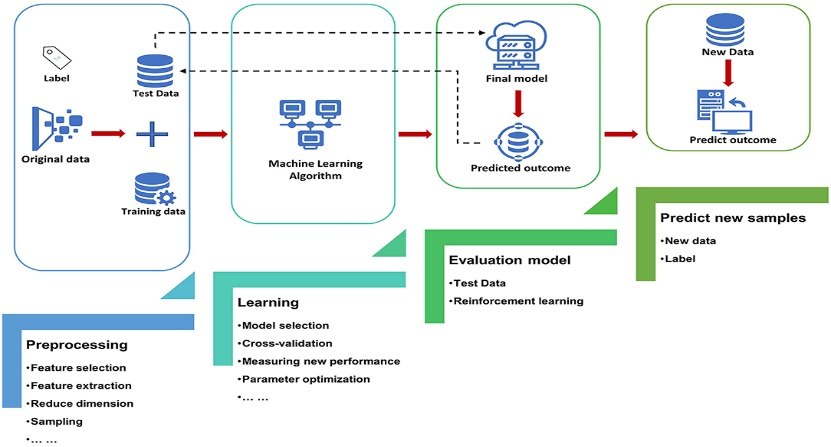 Label
Test Data
Original data
Training data
Machine Learning
Algorithm
Final model
Predicted outcome
New Data
Predict outcome
Preprocessing
•Feature selection
•Feature extraction
•Reduce dimension
•Sampling
•... ...
Learning
•Model selection
•Cross-validation
•Measuring new performance
•Parameter optimization
•... ...
Evaluation model
•Test Data
•Reinforcement learning
Predict new samples
•New data
•Label